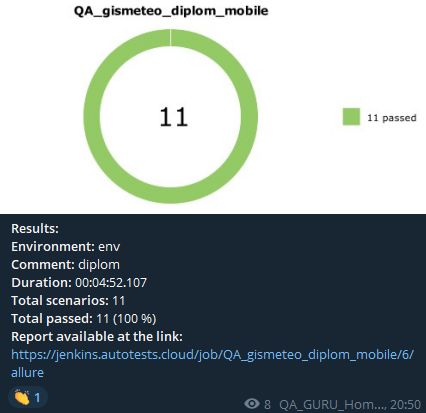 QA_gismeteo_diplom_mobile
11
11 passed
Results:
Environment: env
Comment: diplom
Duration: 00:04:52.107
Total scenarios: 11
Total passed: 11 (100 %)
Report available at the link:
https://jenkins.autotests.cloud/job/QA_gismeteo_diplom_mobile/6/
allure
👏 1
8 QA_GURU_Hom..., 20:50